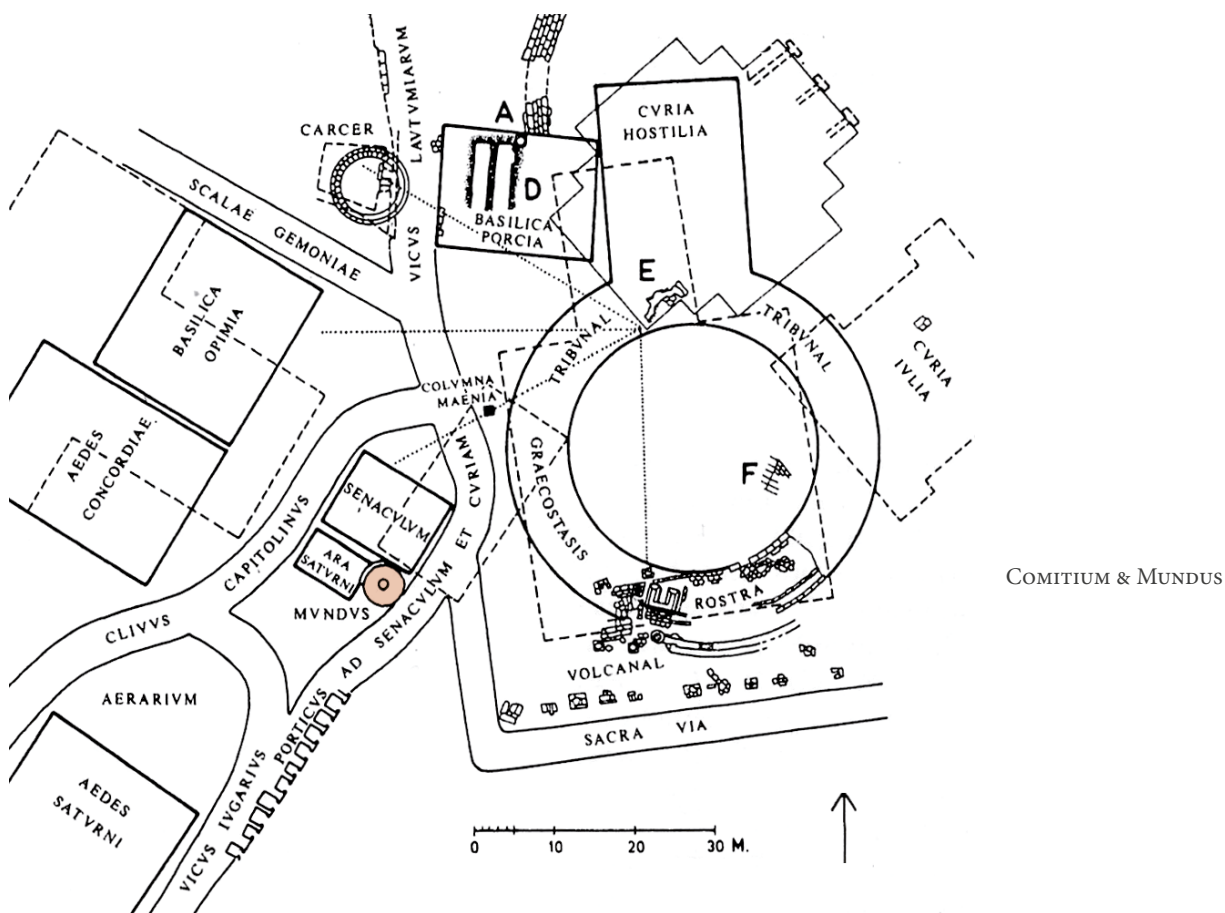 A
CVRIA
HOSTILIA
CARCER
LAVTVMIARVM
VICVS
D
BASILICA
PORCIA
SCALAE
GEMONIAE
E
TRIBVNAL
TRIBVNAL
CVRIA
IVLIA
BASILICA
OPIMIA
COLVMNA
MAENIA
AEDES
CONCORDIAE
GRAECOSTASIS
F
SENACVLVM
ARA
SATVRNI
MVNDVS
CLIVVS CAPITOLINVS
ROSTRA
COMITIUM & MUNDUS
VOLCANAL
AERARIVM
SACRA VIA
AEDES
SATVRNI
VICVS IVGARIVS
PORTICVS AD SENACVLVM ET CVRIAM
0 10 20 30 M.